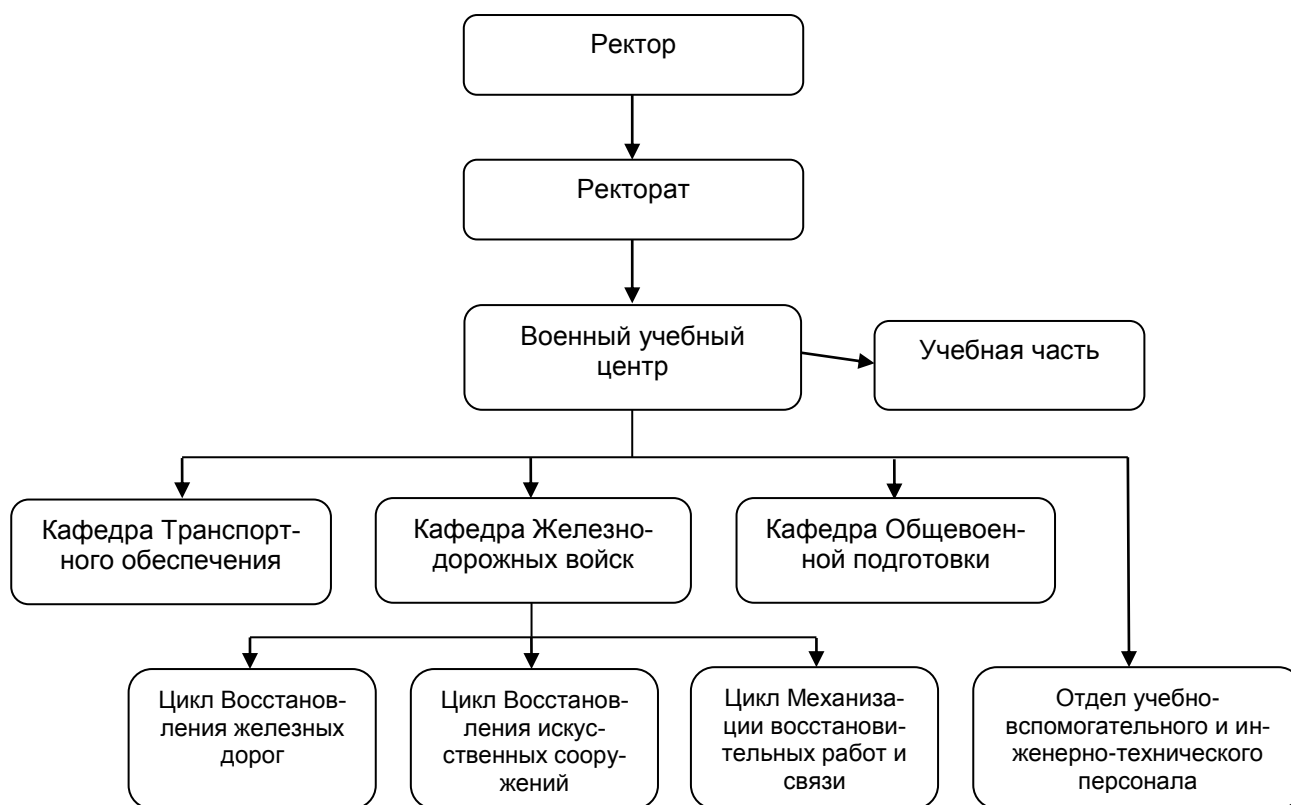 Ректор
Ректорат
Военный учебный
центр
Учебная часть
Кафедра Транспорт-
ного обеспечения
Кафедра Железно-
дорожных войск
Кафедра Общевоен-
ной подготовки
Цикл Восстанов-
ления железных
дорог
Цикл Восстанов-
ления искус-
ственных соору-
жений
Цикл Механиза-
ции восстанови-
тельных работ и
связи
Отдел учебно-
вспомогательного и ин-
женерно-технического
персонала